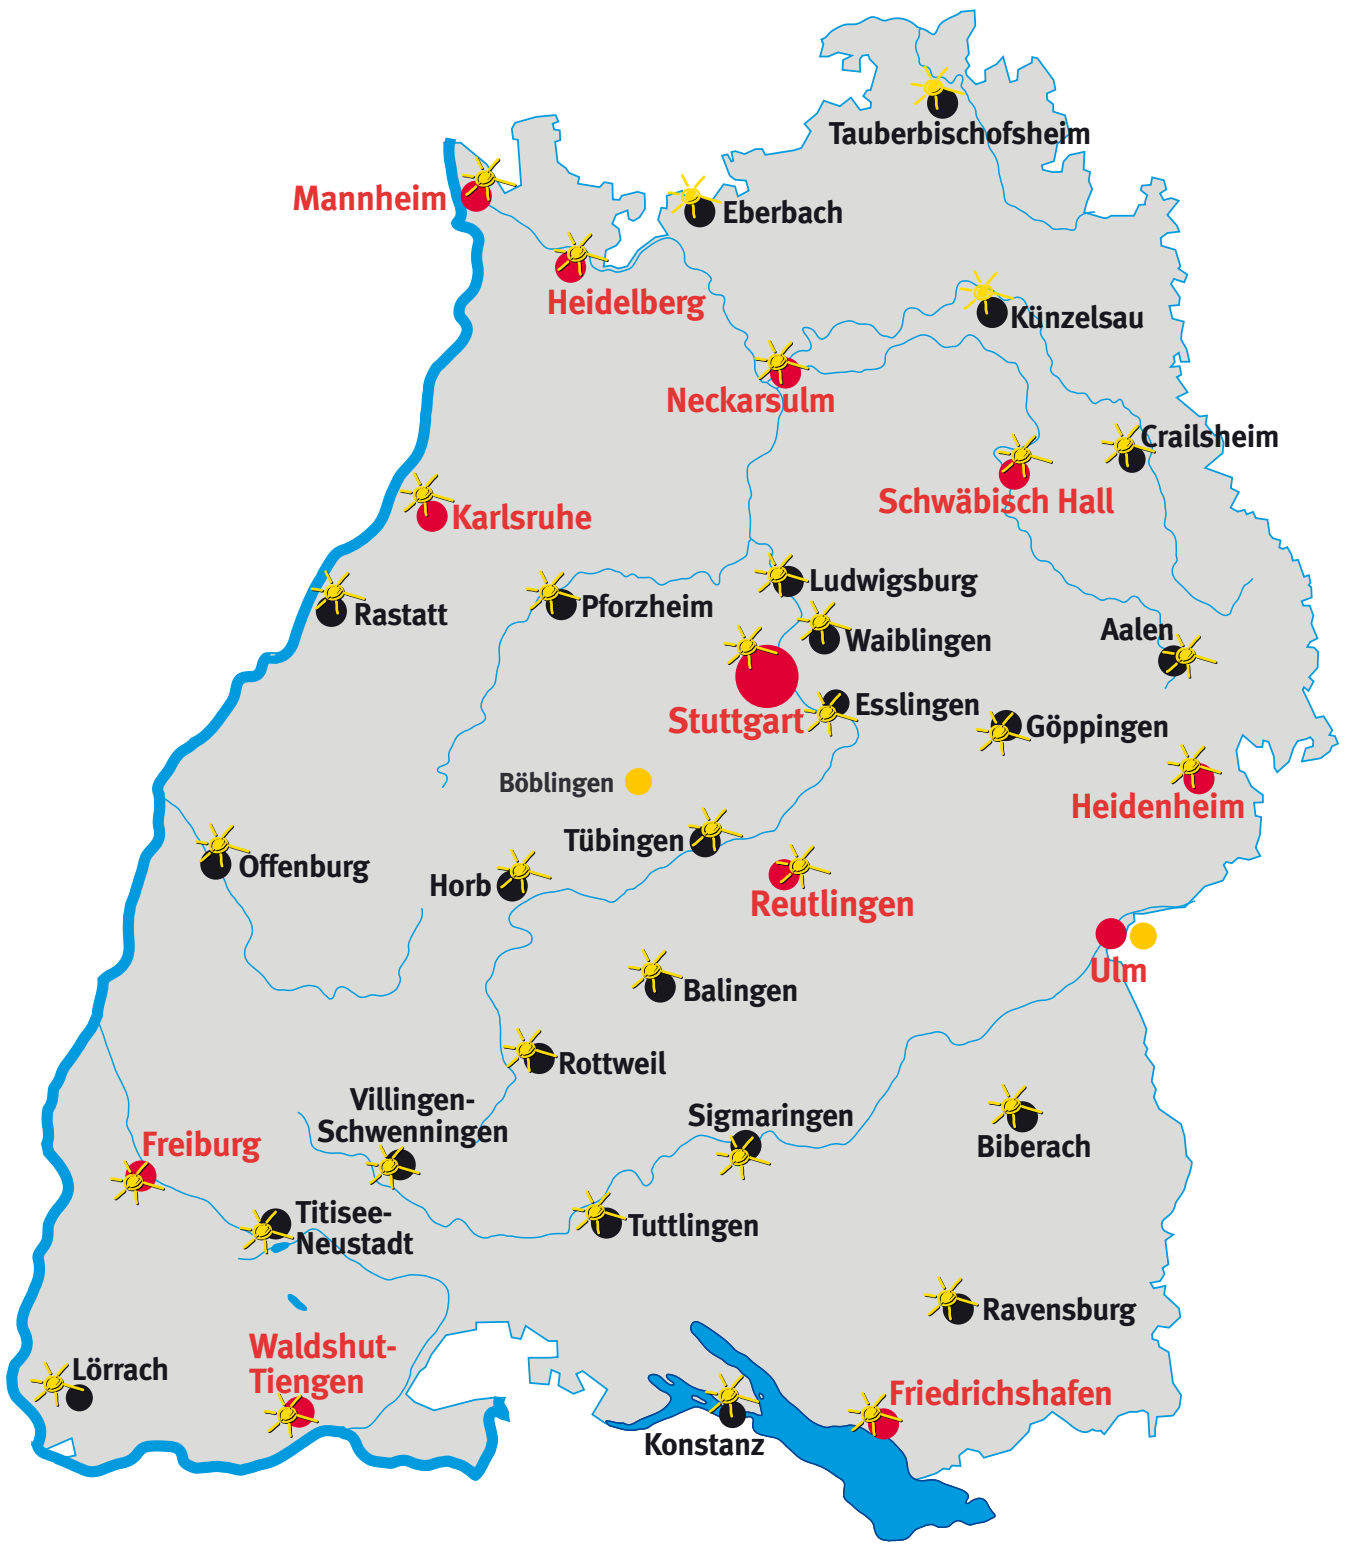 Tauberbischofsheim
Mannheim
Eberbach
Heidelberg
Künzelsau
Neckarsulm
Crailsheim
Schwäbisch Hall
Karlsruhe
Ludwigsburg
Pforzheim
Rastatt
Waiblingen
Aalen
Esslingen
Stuttgart
Göppingen
Böblingen
Heidenheim
Tübingen
Offenburg
Horb
Reutlingen
Ulm
Balingen
Rottweil
Villingen-
Schwenningen
Sigmaringen
Biberach
Freiburg
Titisee-
Neustadt
Tuttlingen
Ravensburg
Waldshut-
Tiengen
Lörrach
Friedrichshafen
Konstanz